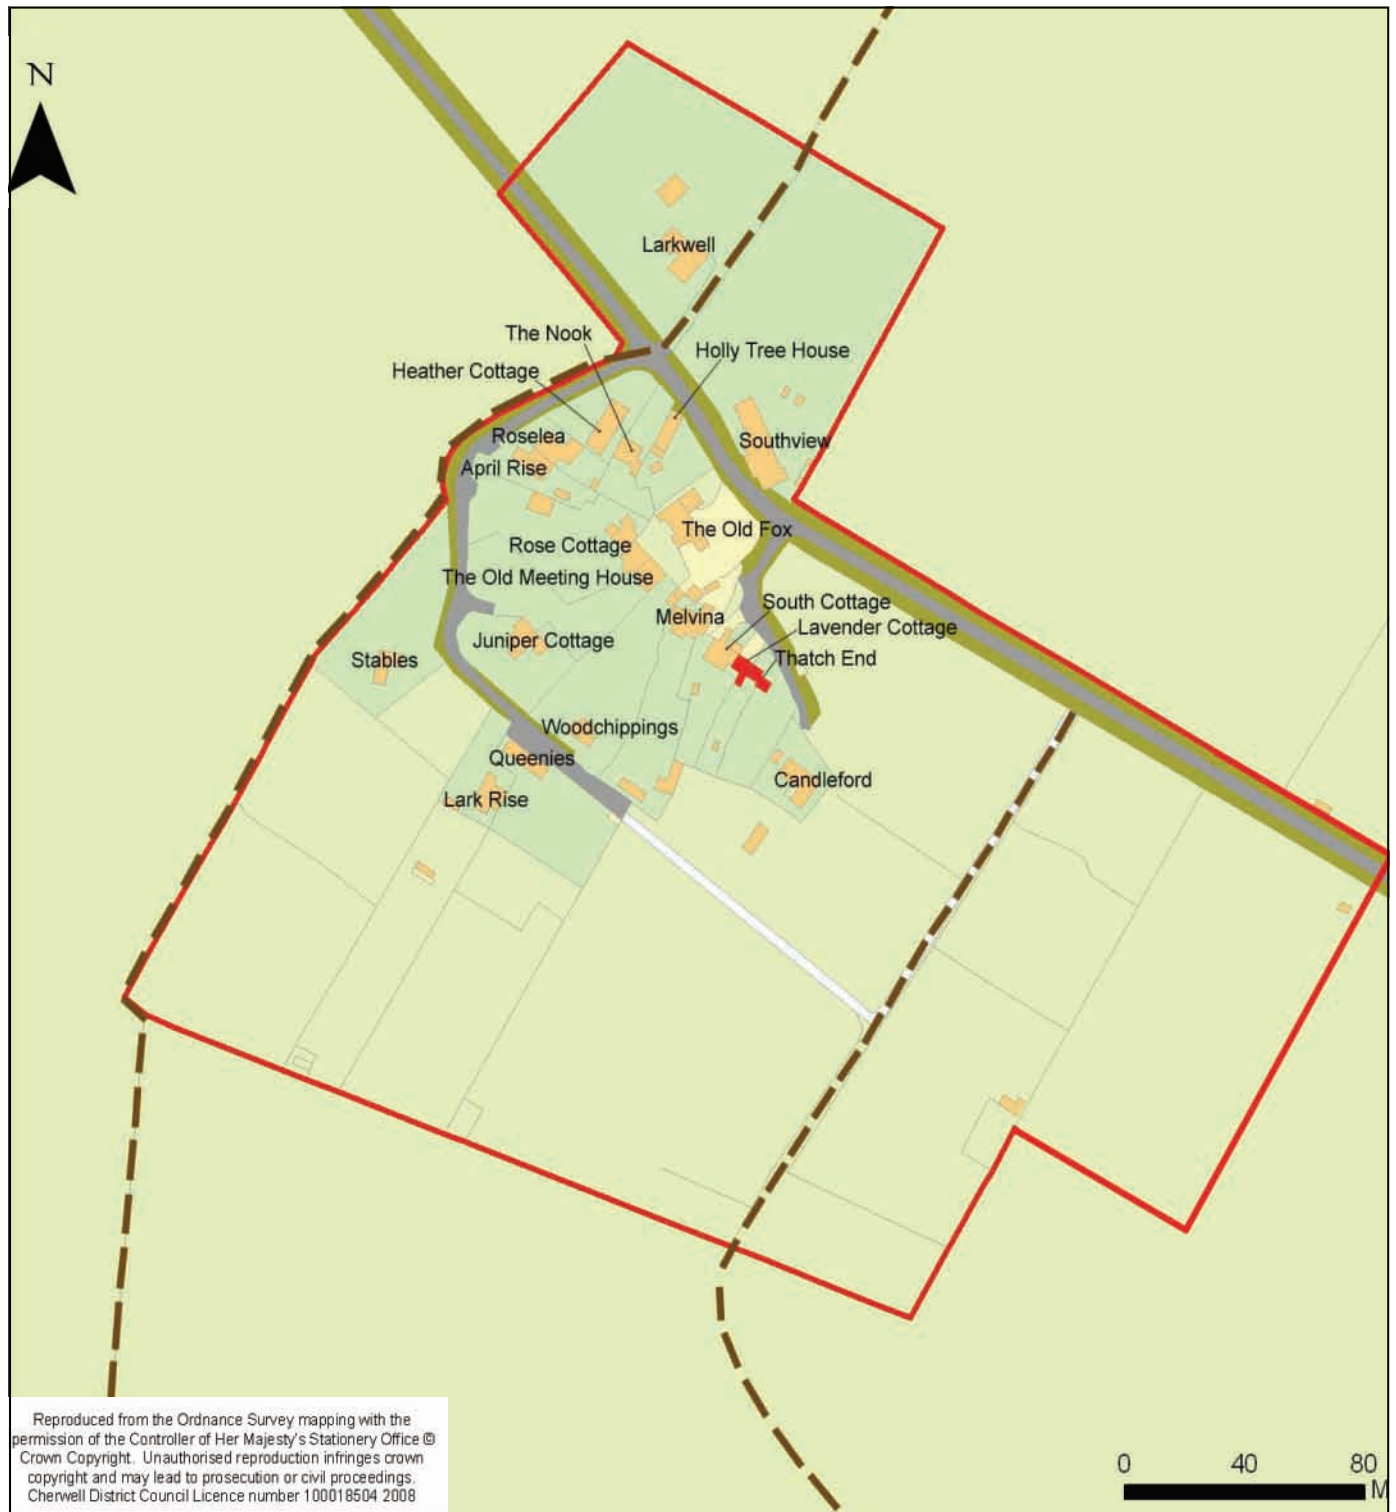 N
Larkwell
The Nook
Holly Tree House
Heather Cottage
Roselea
Southview
April Rise
The Old Fox
Rose Cottage
The Old Meeting House
South Cottage
Melvina
Lavender Cottage
Juniper Cottage
Thatch End
Stables
Woodchippings
Queenies
Candleford
Lark Rise
Reproduced from the Ordnance Survey mapping with the
permission of the Controller of Her Majesty's Stationery Office ©
Crown Copyright. Unauthorised reproduction infringes crown
copyright and may lead to prosecution or civil proceedings.
Cherwell District Council Licence number 100018504 2008
0 40 80
M